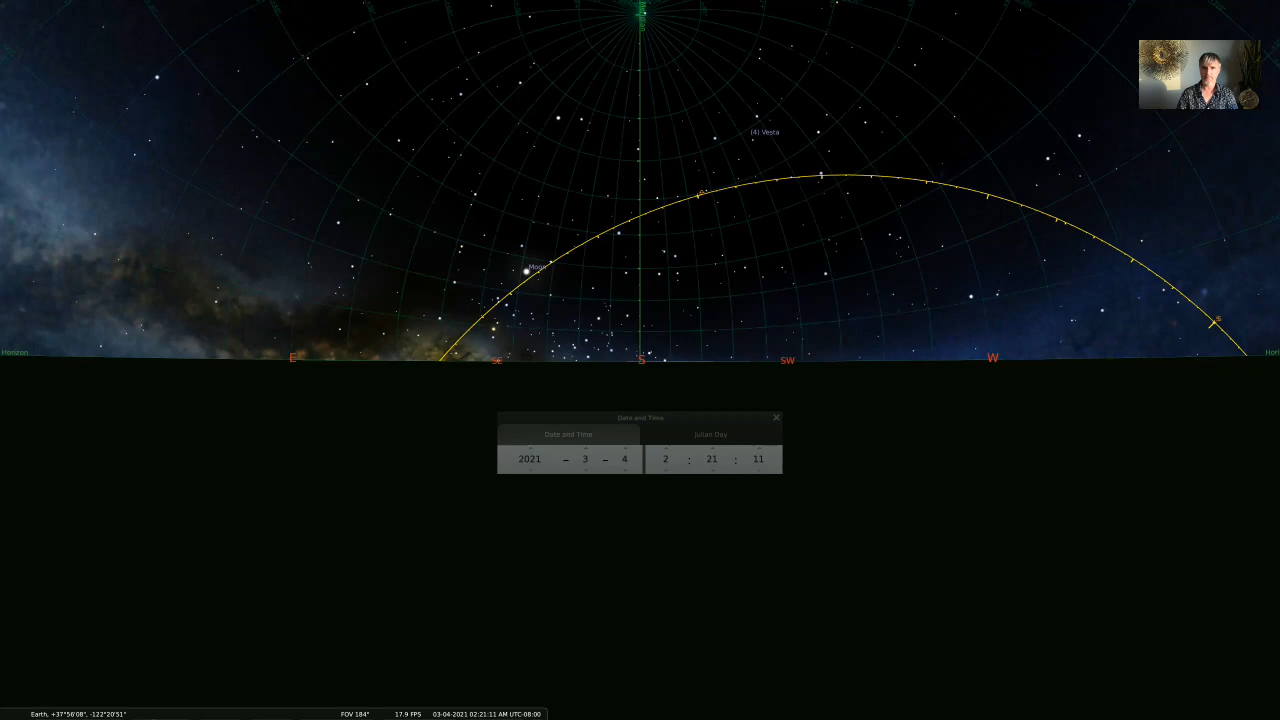 Meridian
(4) Vesta
Moon
Horizon
E
SE
S
SW
W
Hori
Date and Time
Date and Time
Julian Day
2021 – 3 – 4 2 : 21 : 11
Earth, +37°56'08", -122°20'51" FOV 184° 17.9 FPS 03-04-2021 02:21:11 AM UTC-08:00